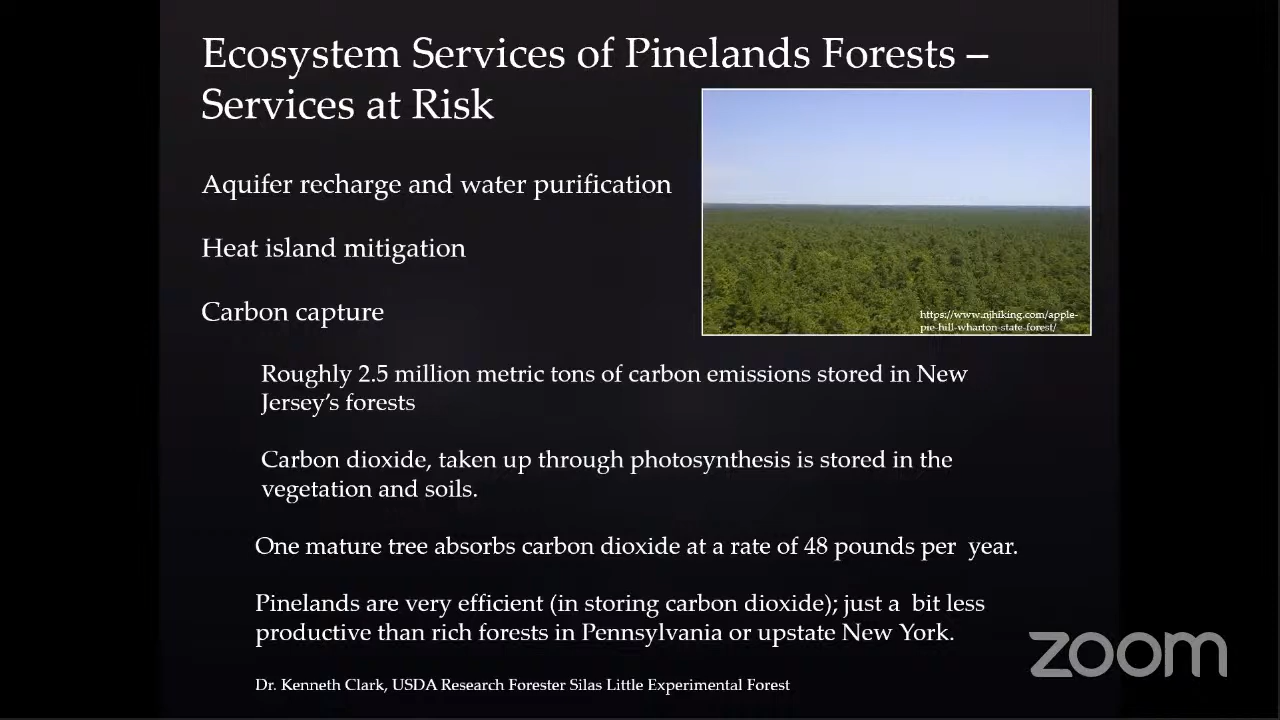 Ecosystem Services of Pinelands Forests –
Services at Risk
Aquifer recharge and water purification
Heat island mitigation
Carbon capture
https://www.njhiking.com/apple-
pie-hill-wharton-state-forest/
Roughly 2.5 million metric tons of carbon emissions stored in New
Jersey’s forests
Carbon dioxide, taken up through photosynthesis is stored in the
vegetation and soils.
One mature tree absorbs carbon dioxide at a rate of 48 pounds per  year.
Pinelands are very efficient (in storing carbon dioxide); just a  bit less
productive than rich forests in Pennsylvania or upstate New York.
zoom
Dr. Kenneth Clark, USDA Research Forester Silas Little Experimental Forest